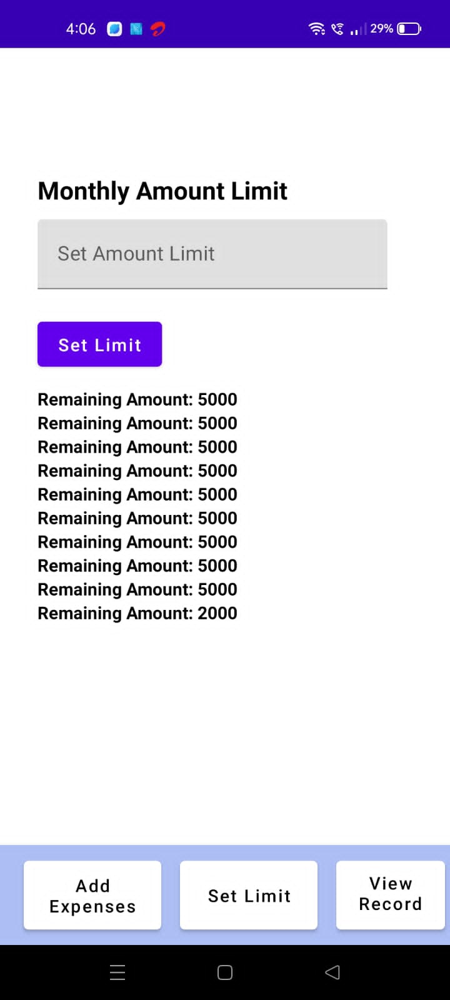 4:06
29%
Monthly Amount Limit
Set Amount Limit
Set Limit
Remaining Amount: 5000
Remaining Amount: 5000
Remaining Amount: 5000
Remaining Amount: 5000
Remaining Amount: 5000
Remaining Amount: 5000
Remaining Amount: 5000
Remaining Amount: 5000
Remaining Amount: 5000
Remaining Amount: 2000
Add
Expenses
Set Limit
View
Record